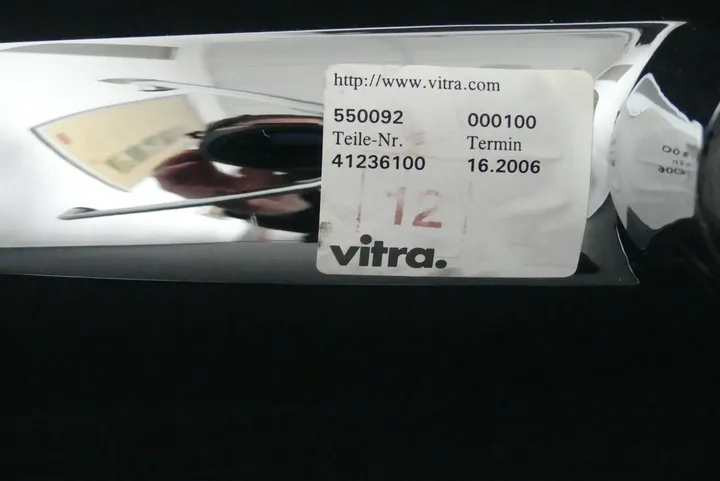 http://www.vitra.com
550092 000100
Teile-Nr. Termin
41236100 16.2006
12
vitra.